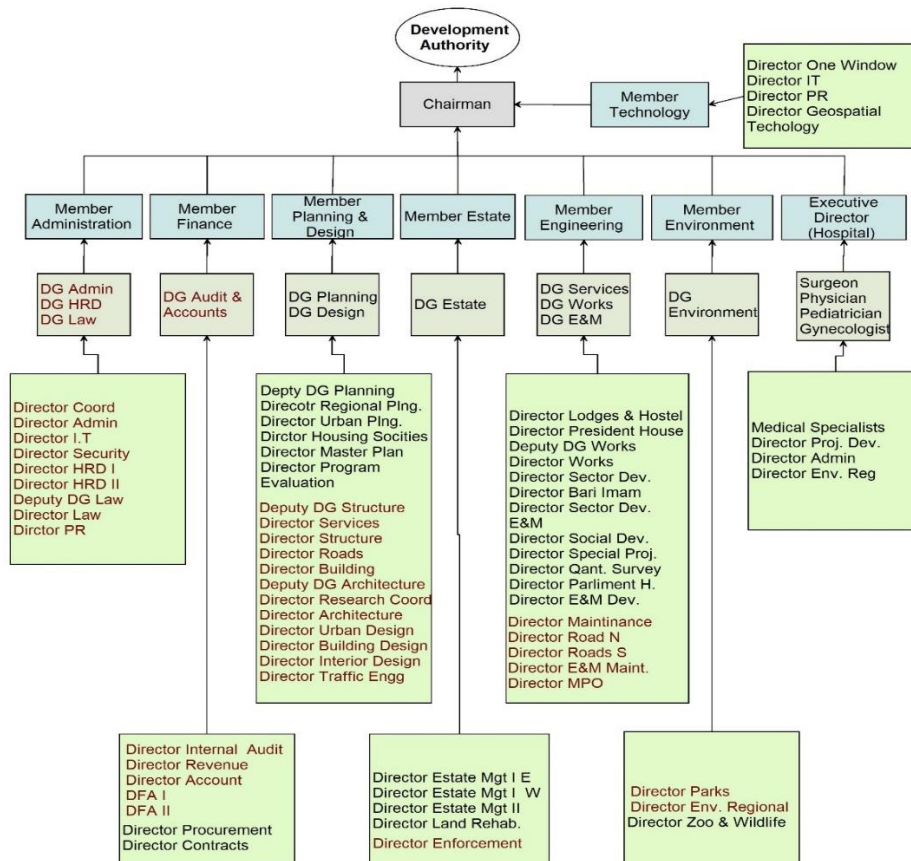 Development
Authority
Chairman
Member
Technology
Director One Window
Director IT
Director PR
Director Geospatial
Techology
Member
Administration
Member
Finance
Member
Planning &
Design
Member Estate
Member
Engineering
Member
Environment
Executive
Director
(Hospital)
DG Admin
DG HRD
DG Law
DG Audit &
Accounts
DG Planning
DG Design
DG Estate
DG Services
DG Works
DG E&M
DG
Environment
Surgeon
Physician
Pediatrician
Gynecologist
Director Coord
Director Admin
Director I.T
Director Security
Director HRD I
Director HRD II
Deputy DG Law
Director Law
Dirctor PR
Depty DG Planning
Direcotr Regional Plng.
Director Urban Plng.
Dirctor Housing Socities
Director Master Plan
Director Program
Evaluation
Deputy DG Structure
Director Services
Director Structure
Director Roads
Director Building
Deputy DG Architecture
Director Research Coord
Director Architecture
Director Urban Design
Director Building Design
Director Interior Design
Director Traffic Engg
Director Lodges & Hostel
Director President House
Deputy DG Works
Director Works
Director Sector Dev.
Director Bari Imam
Director Sector Dev.
E&M
Director Social Dev.
Director Special Proj.
Director Qant. Survey
Director Parliment H.
Director E&M Dev.
Director Maintinance
Director Road N
Director Roads S
Director E&M Maint.
Director MPO
Medical Specialists
Director Proj. Dev.
Director Admin
Director Env. Reg
Director Internal Audit
Director Revenue
Director Account
DFA I
DFA II
Director Procurement
Director Contracts
Director Estate Mgt I E
Director Estate Mgt I W
Director Estate Mgt II
Director Land Rehab.
Director Enforcement
Director Parks
Director Env. Regional
Director Zoo & Wildlife